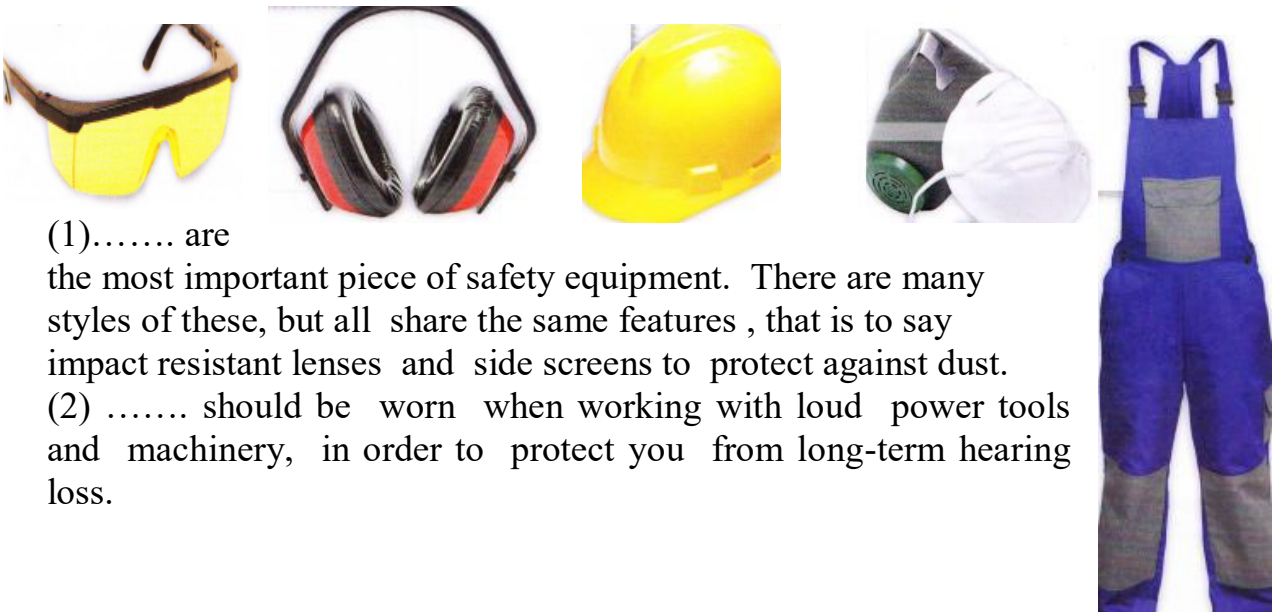 (1)……. are
the most important piece of safety equipment. There are many
styles of these, but all share the same features , that is to say
impact resistant lenses and side screens to protect against dust.
(2) ……. should be worn when working with loud power tools
and machinery, in order to protect you from long-term hearing
loss.